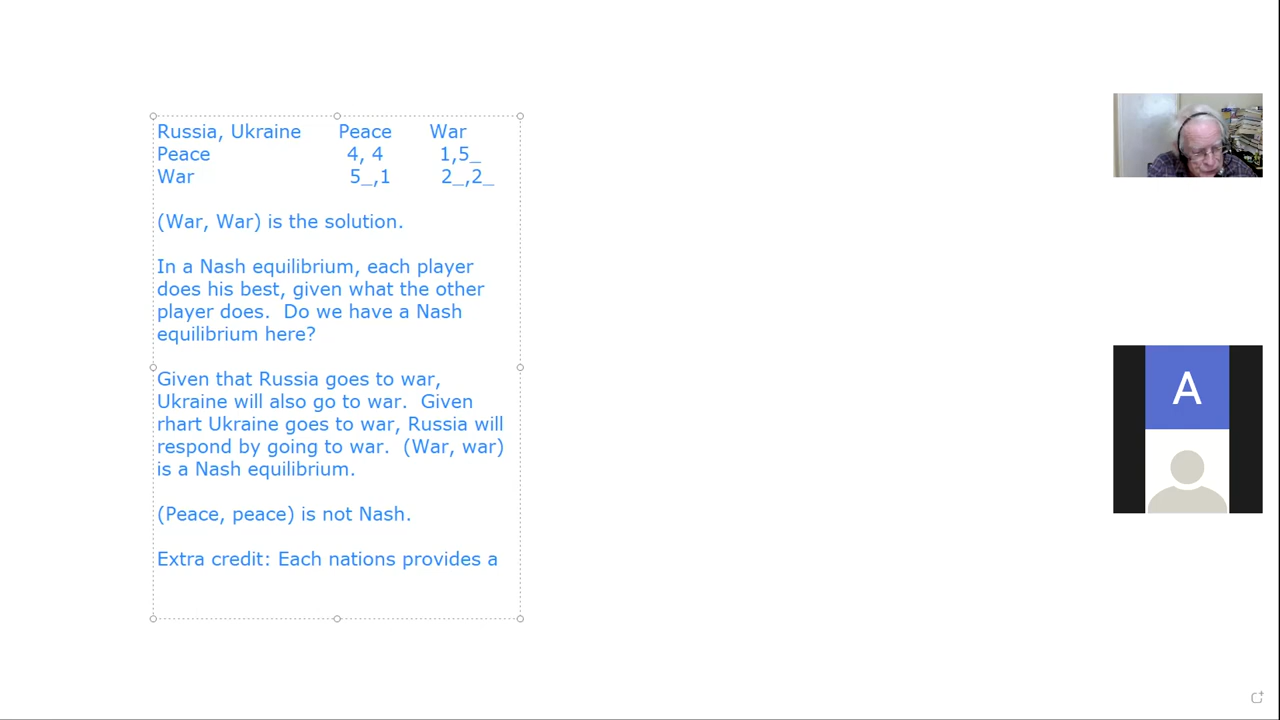 Russia, Ukraine Peace War
Peace 4, 4 1,5_
War 5_,1 2_,2_
(War, War) is the solution.
In a Nash equilibrium, each player
does his best, given what the other
player does. Do we have a Nash
equilibrium here?
Given that Russia goes to war,
Ukraine will also go to war. Given
rhart Ukraine goes to war, Russia will
respond by going to war. (War, war)
is a Nash equilibrium.
(Peace, peace) is not Nash.
Extra credit: Each nations provides a
A